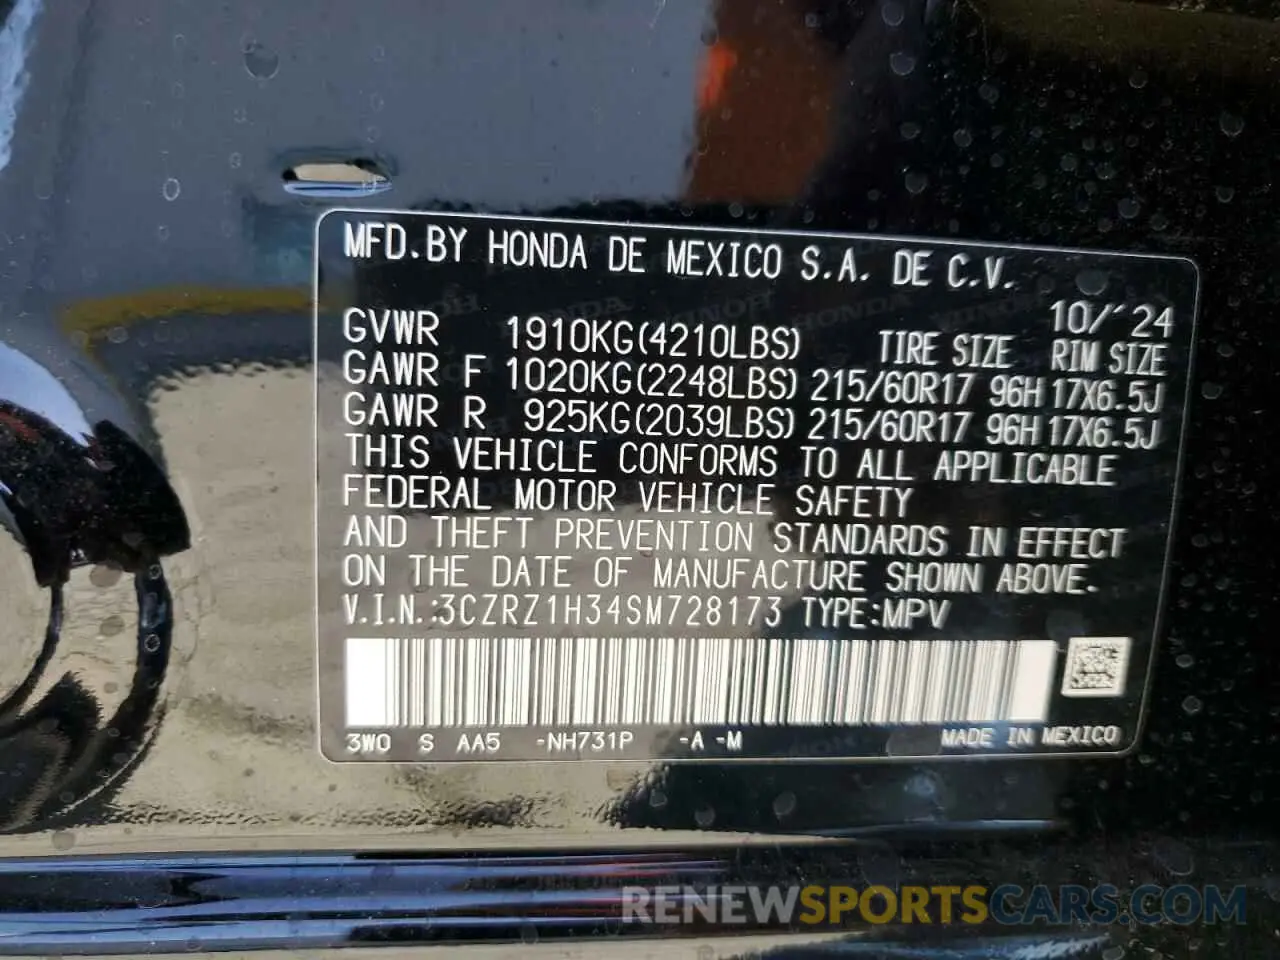 MFD.BY HONDA DE MEXICO S.A. DE C.V.
10/'24
GVWR 1910KG(4210LBS) TIRE SIZE RIM SIZE
GAWR F 1020KG(2248LBS) 215/60R17 96H 17X6.5J
GAWR R 925KG(2039LBS) 215/60R17 96H 17X6.5J
THIS VEHICLE CONFORMS TO ALL APPLICABLE
FEDERAL MOTOR VEHICLE SAFETY
AND THEFT PREVENTION STANDARDS IN EFFECT
ON THE DATE OF MANUFACTURE SHOWN ABOVE.
V.I.N.:3CZRZ1H34SM728173 TYPE:MPV
3W0 S AA5 -NH731P -A -M MADE IN MEXICO
RENEWSPORTSCARS.COM